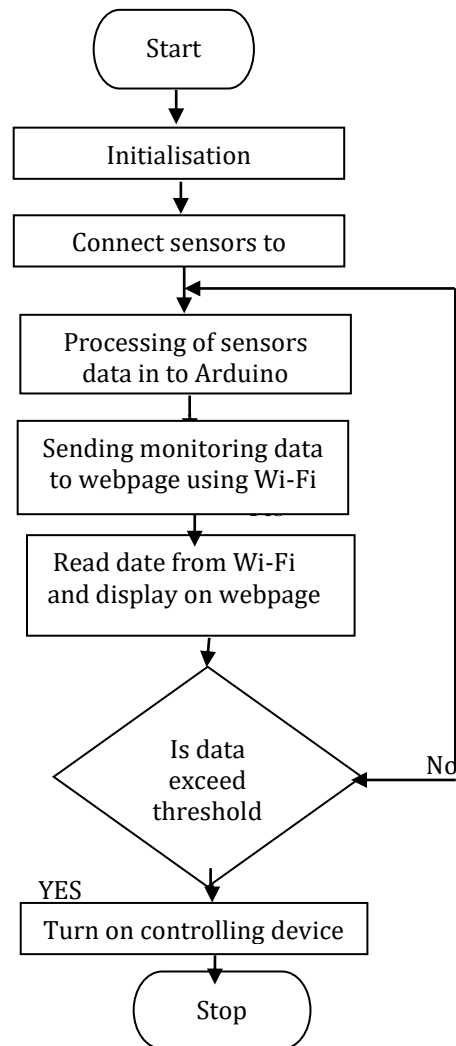 Start
Initialisation
Connect sensors to
Processing of sensors
data in to Arduino
Sending monitoring data
to webpage using Wi-Fi
Read date from Wi-Fi
and display on webpage
Is data
exceed
threshold
No
YES
Turn on controlling device
Stop